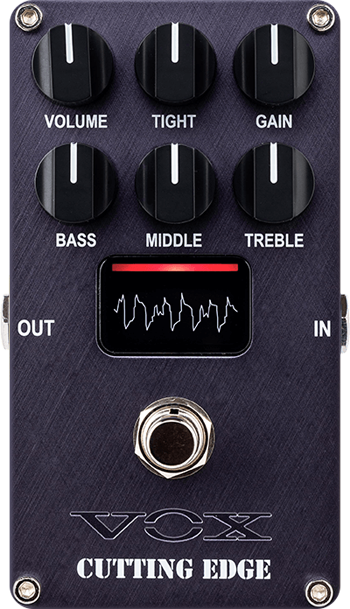 VOLUME TIGHT GAIN
BASS MIDDLE TREBLE
OUT IN
VOX
CUTTING EDGE